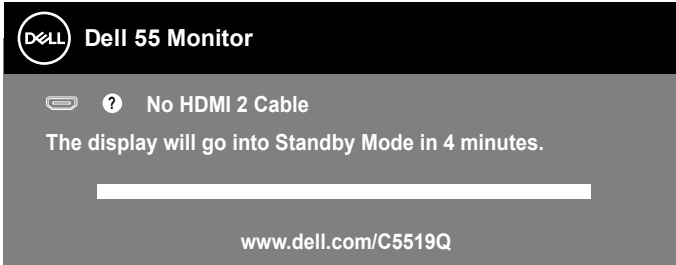 DELL Dell 55 Monitor
? No HDMI 2 Cable
The display will go into Standby Mode in 4 minutes.
www.dell.com/C5519Q